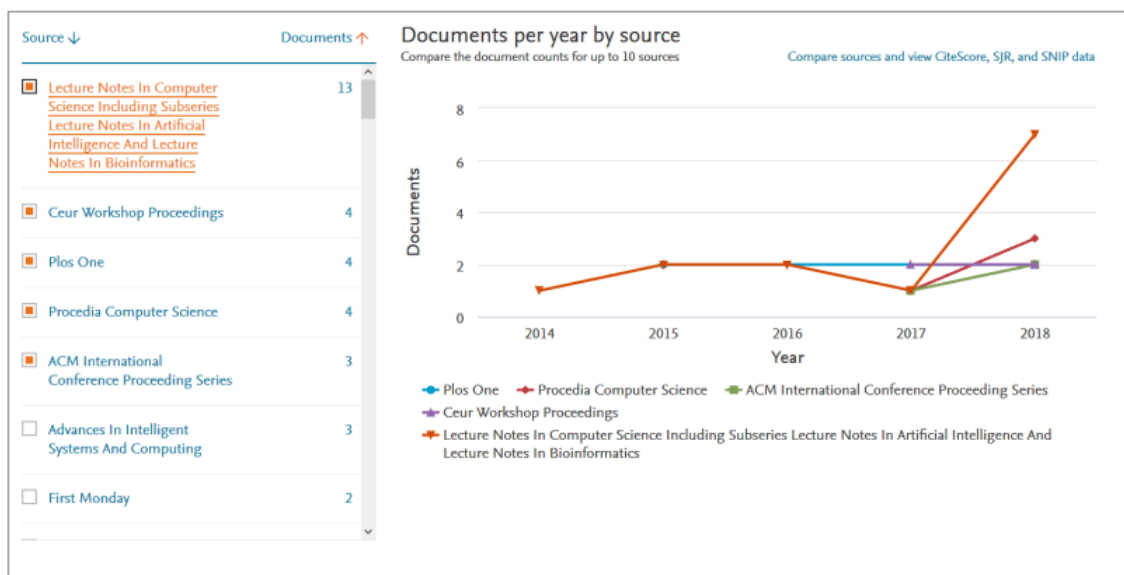 Source ↓ Documents ↑
Lecture Notes In Computer 13
Science Including Subseries
Lecture Notes In Artificial
Intelligence And Lecture
Notes In Bioinformatics
Ceur Workshop Proceedings 4
Plos One 4
Procedia Computer Science 4
ACM International 3
Conference Proceeding Series
Advances In Intelligent 3
Systems And Computing
First Monday 2
Documents per year by source
Compare the document counts for up to 10 sources
Compare sources and view CiteScore, SJR, and SNIP data
Documents
8
6
4
2
0
2014 2015 2016 2017 2018
Year
Plos One Procedia Computer Science ACM International Conference Proceeding Series
Ceur Workshop Proceedings
Lecture Notes In Computer Science Including Subseries Lecture Notes In Artificial Intelligence And
Lecture Notes In Bioinformatics